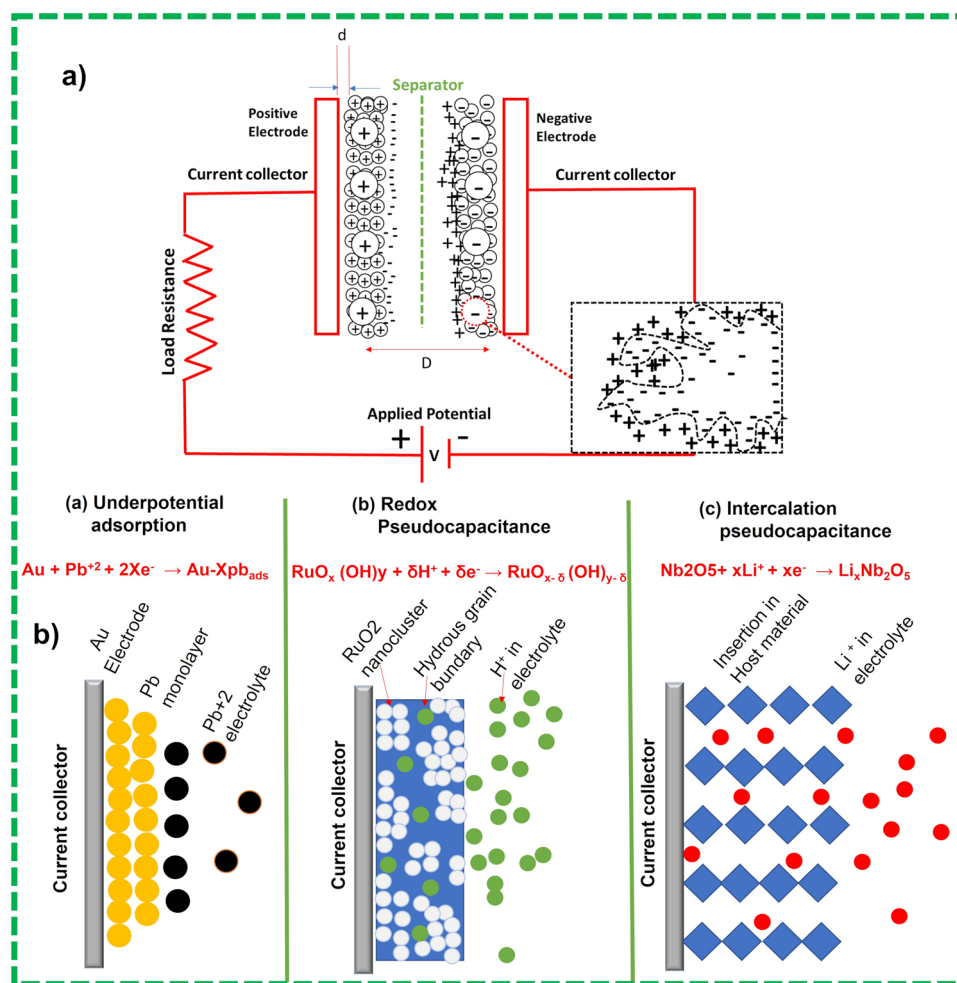 d
a)
Separator
Positive
Electrode
Negative
Electrode
Current collector
Current collector
Load Resistance
D
Applied Potential
+ -
V
(a) Underpotential
adsorption
(b) Redox
Pseudocapacitance
(c) Intercalation
pseudocapacitance
Au + Pb⁺² + 2Xe⁻ → Au-Xpb_ads
RuOₓ (OH)y + δH⁺ + δe⁻ → RuO_x-δ (OH)_y-δ
Nb2O5+ xLi⁺ + xe⁻ → LiₓNb₂O₅
b)
Au
Electrode
Pb
monolayer
Pb+2
electrolyte
RuO2
nanocluster
Hydrous grain
bundary
H⁺ in
electrolyte
Insertion in
Host material
Li⁺ in
electrolyte
Current collector
Current collector
Current collector